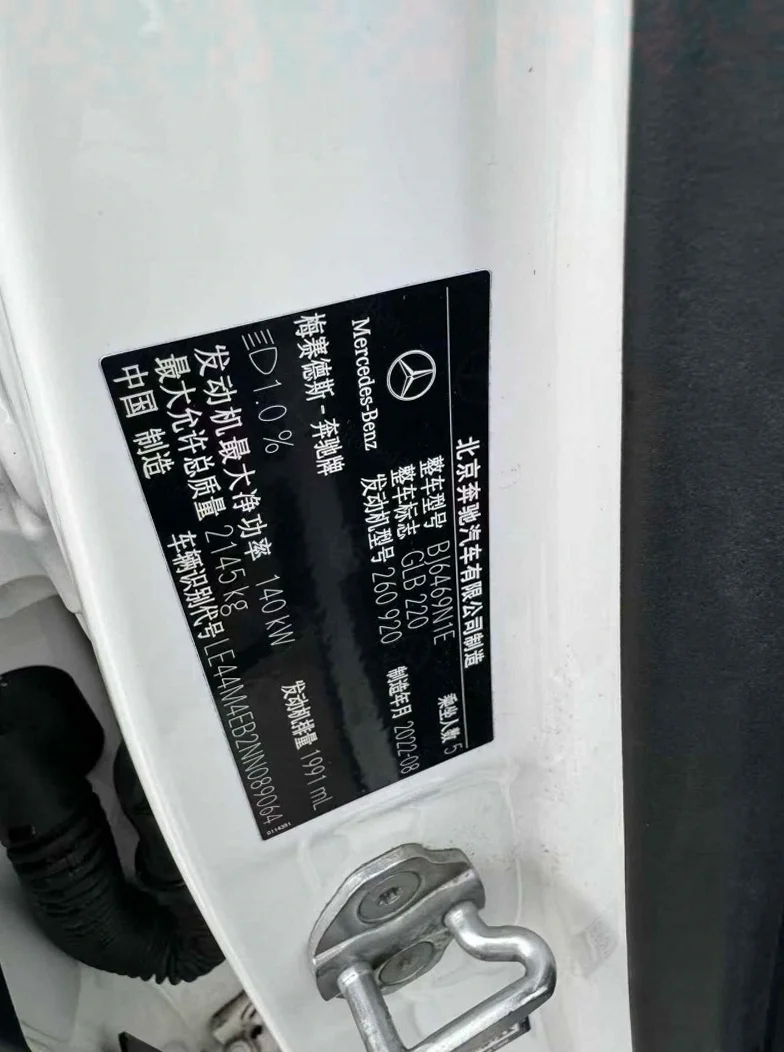 北京奔驰汽车有限公司制造
Mercedes-Benz
梅赛德斯-奔驰牌
整车型号 BJ6469N1E
乘坐人数 5
整车标志 GLB 220
发动机型号 260 920
制造年月 2022-08
1.0 %
发动机最大净功率 140 kW
发动机排量 1991 mL
最大允许总质量 2145 kg
中国 制造
车辆识别代号 LE44M4EB2NN089064